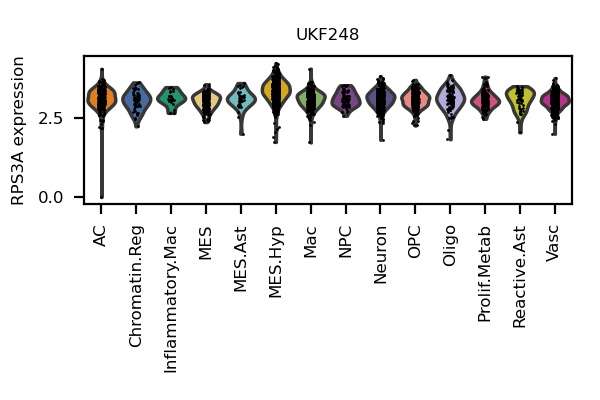 UKF248
RPS3A expression
2.5
0.0
AC
Chromatin.Reg
Inflammatory.Mac
MES
MES.Ast
MES.Hyp
Mac
NPC
Neuron
OPC
Oligo
Prolif.Metab
Reactive.Ast
Vasc